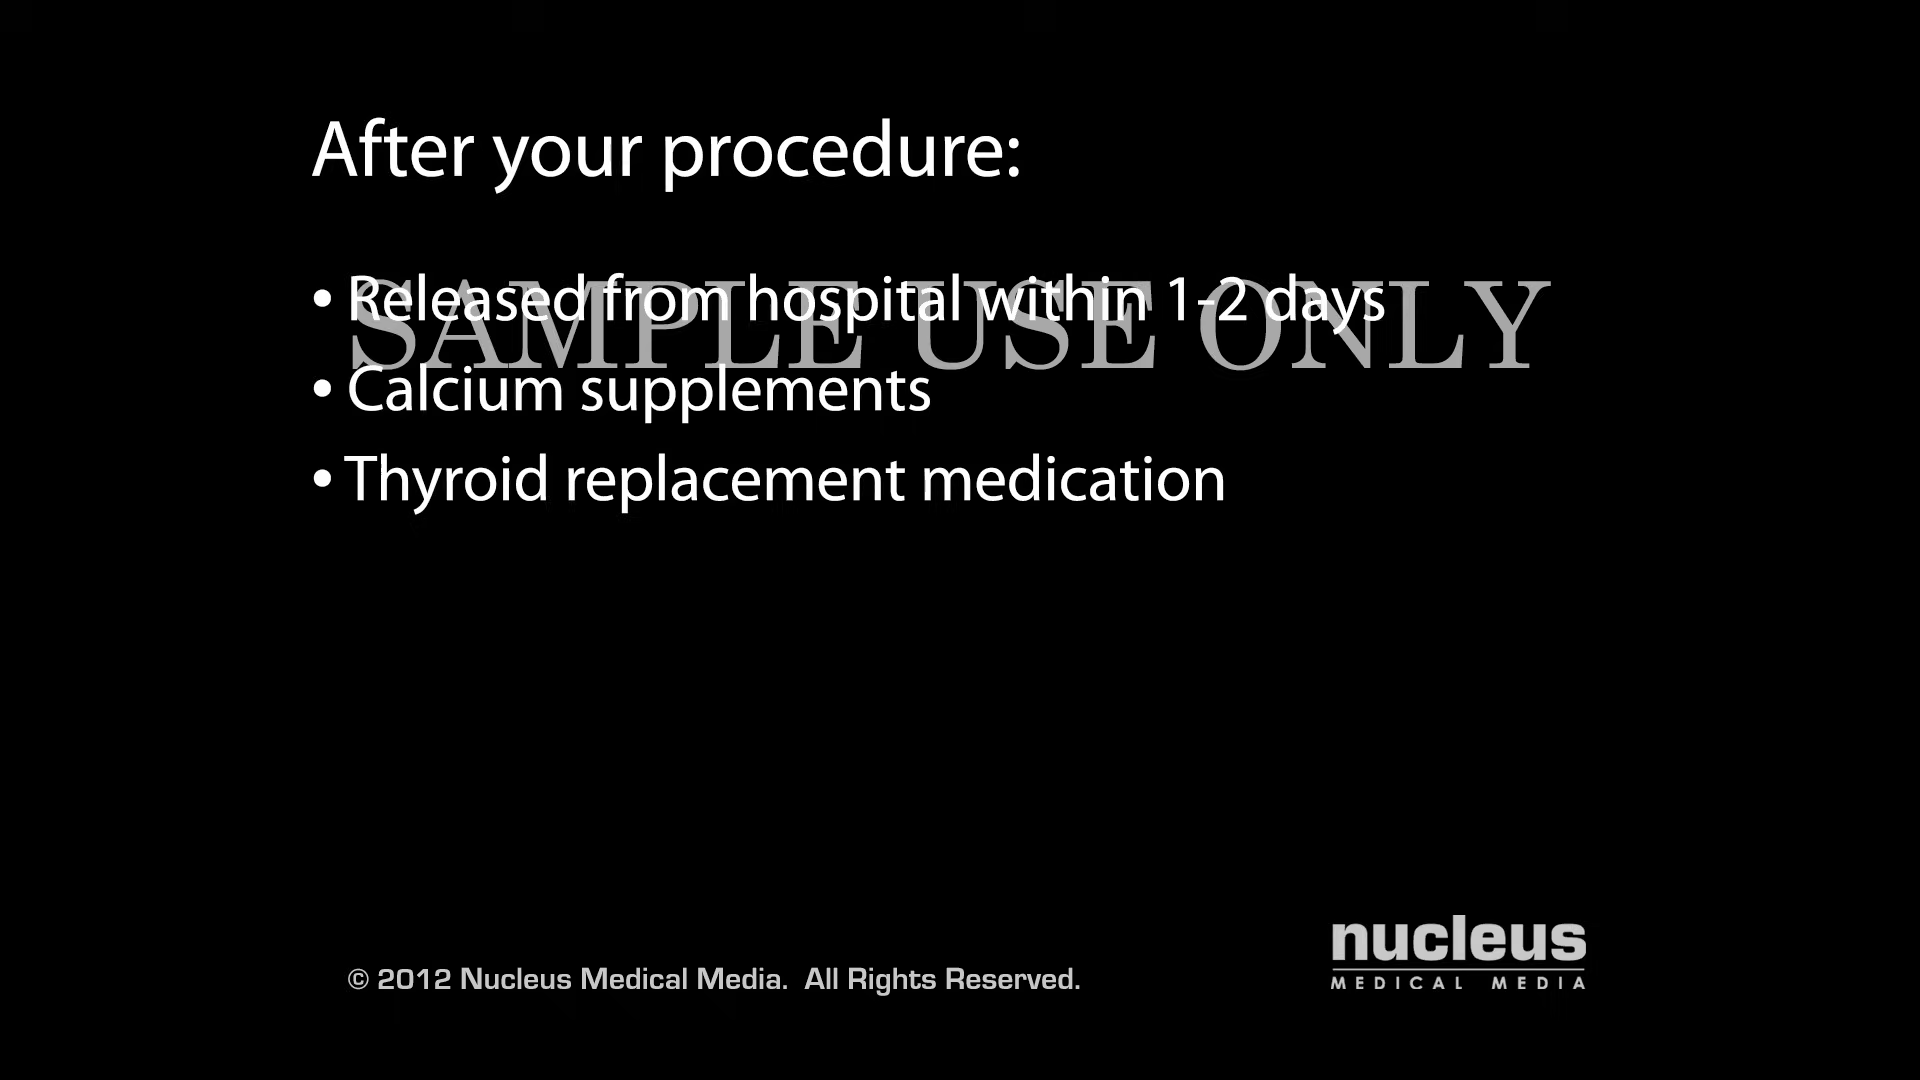 After your procedure:
• Released from hospital within 1-2 days
SAMPLE USE ONLY
• Calcium supplements
• Thyroid replacement medication
© 2012 Nucleus Medical Media. All Rights Reserved.
nucleus
MEDICAL MEDIA